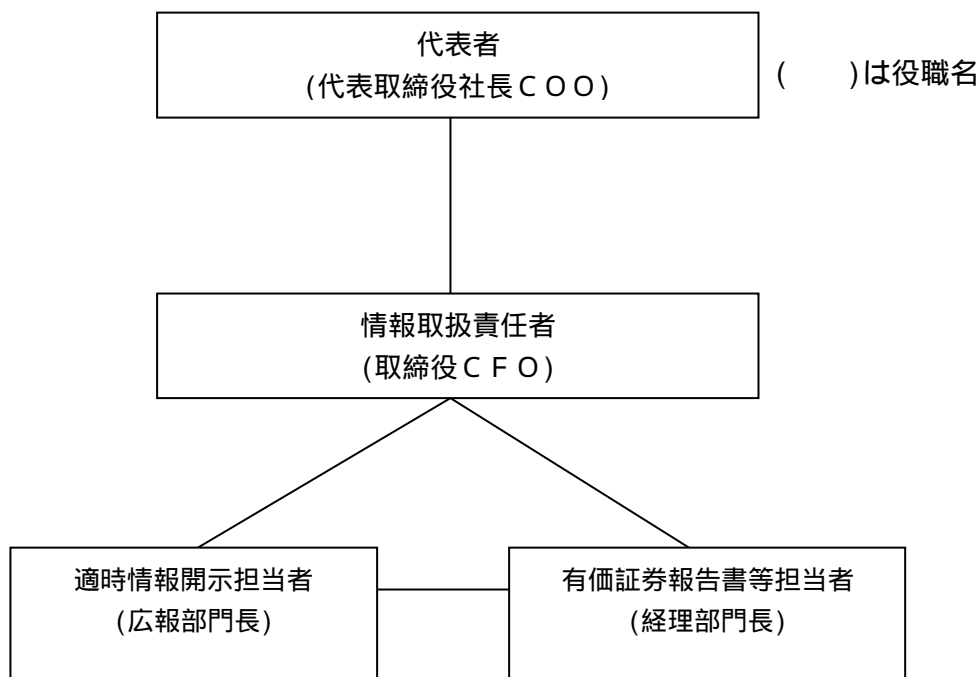 代表者
(代表取締役社長ＣＯＯ)
(　　)は役職名
情報取扱責任者
(取締役ＣＦＯ)
適時情報開示担当者
(広報部門長)
有価証券報告書等担当者
(経理部門長)